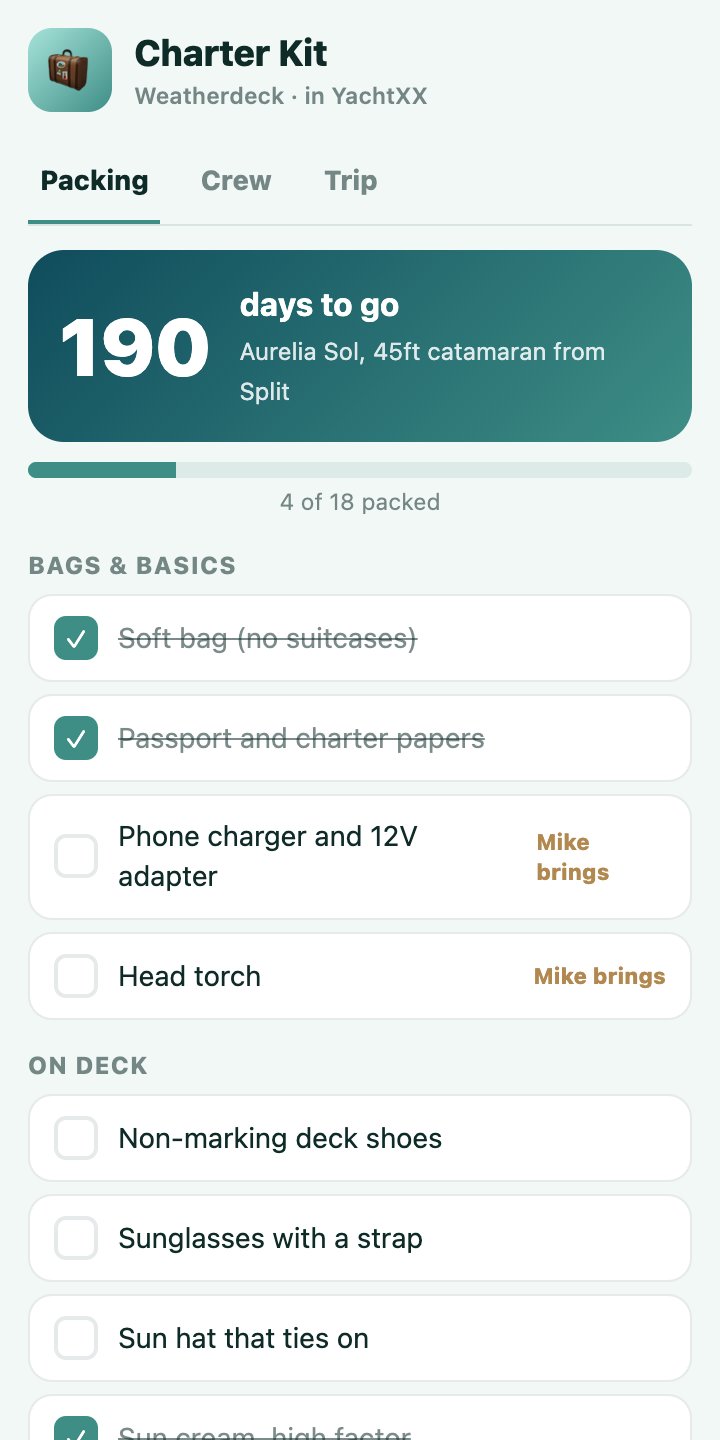 Charter Kit
Weatherdeck · in YachtXX
Packing Crew Trip
190
days to go
Aurelia Sol, 45ft catamaran from
Split
4 of 18 packed
BAGS & BASICS
Soft bag (no suitcases)
Passport and charter papers
Phone charger and 12V
adapter
Mike
brings
Head torch
Mike brings
ON DECK
Non-marking deck shoes
Sunglasses with a strap
Sun hat that ties on
Sun cream, high factor